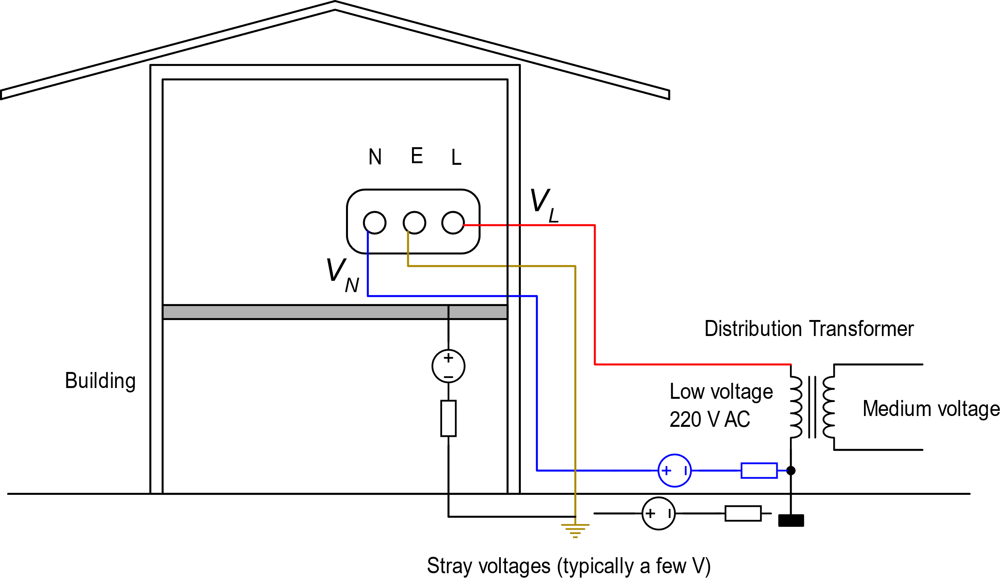 N E L
V_L
V_N
Distribution Transformer
Building
Low voltage
220 V AC
Medium voltage
Stray voltages (typically a few V)